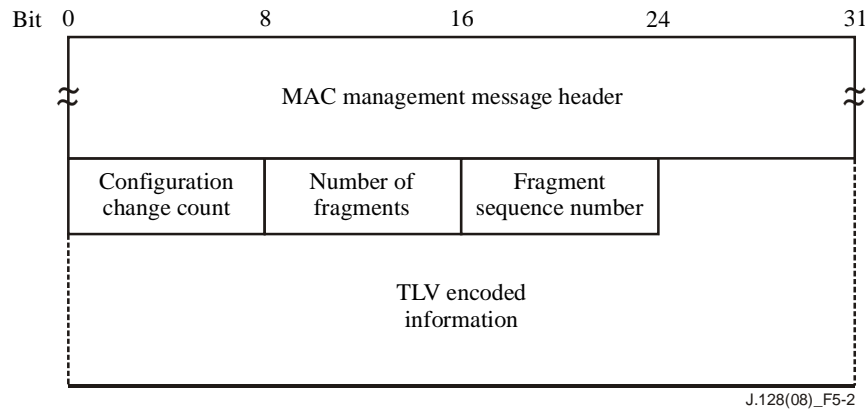 Bit 0 8 16 24 31
MAC management message header
Configuration change count
Number of fragments
Fragment sequence number
TLV encoded
information
J.128(08)_F5-2